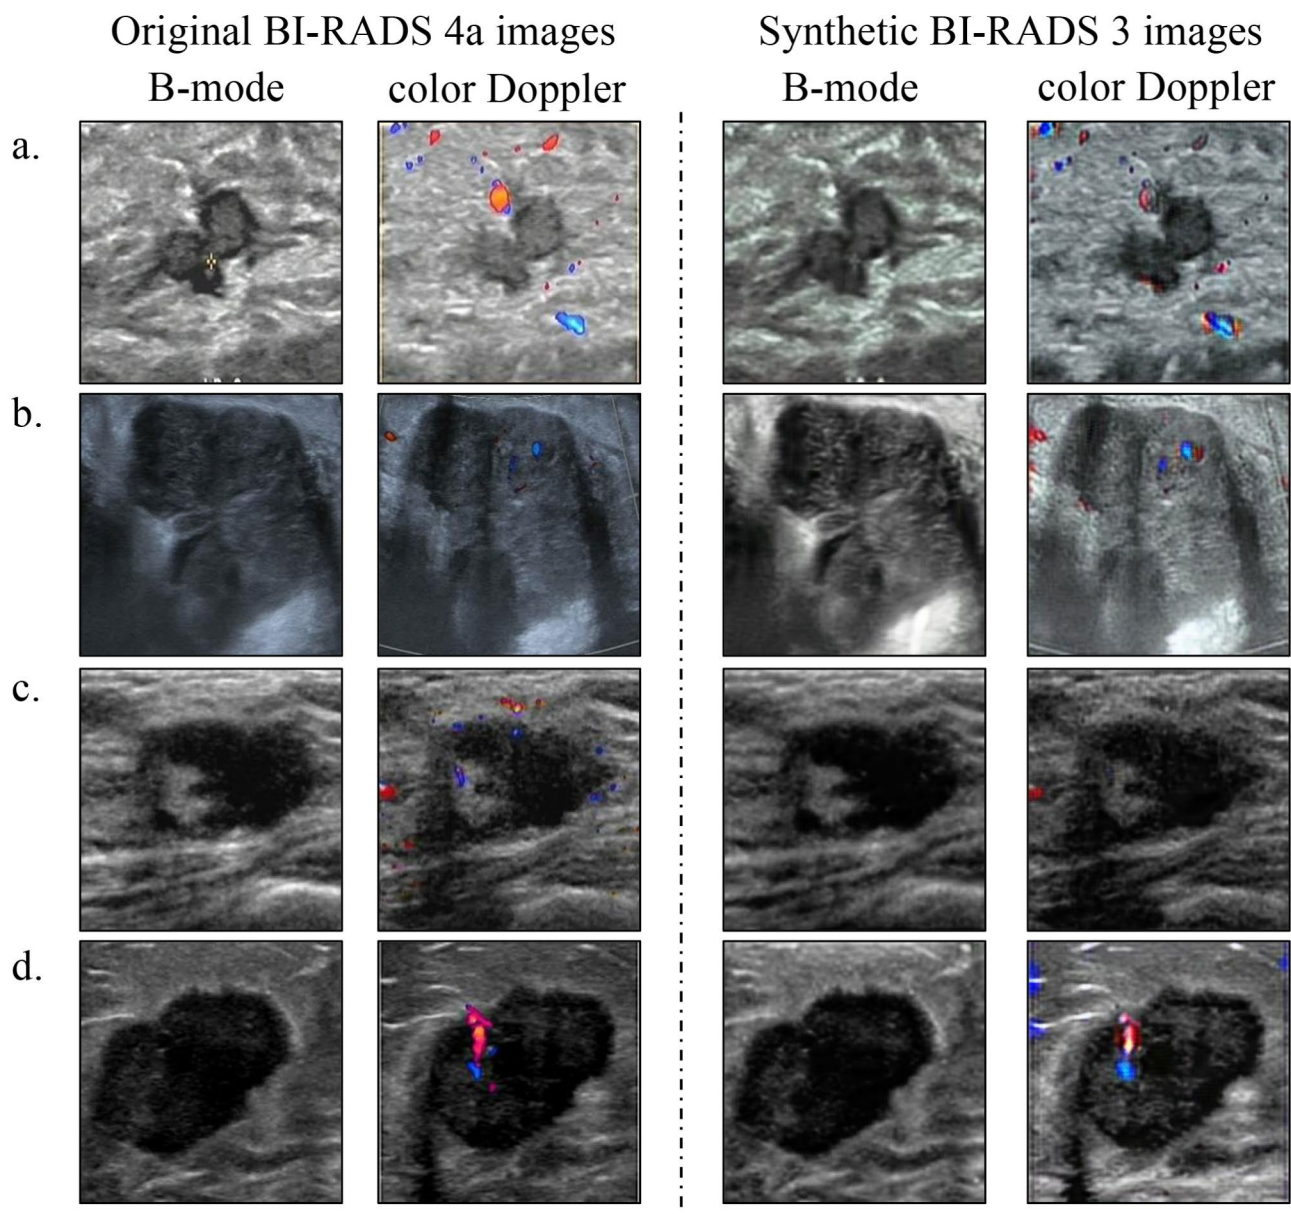 Original BI-RADS 4a images Synthetic BI-RADS 3 images
B-mode color Doppler B-mode color Doppler
a.
b.
c.
d.